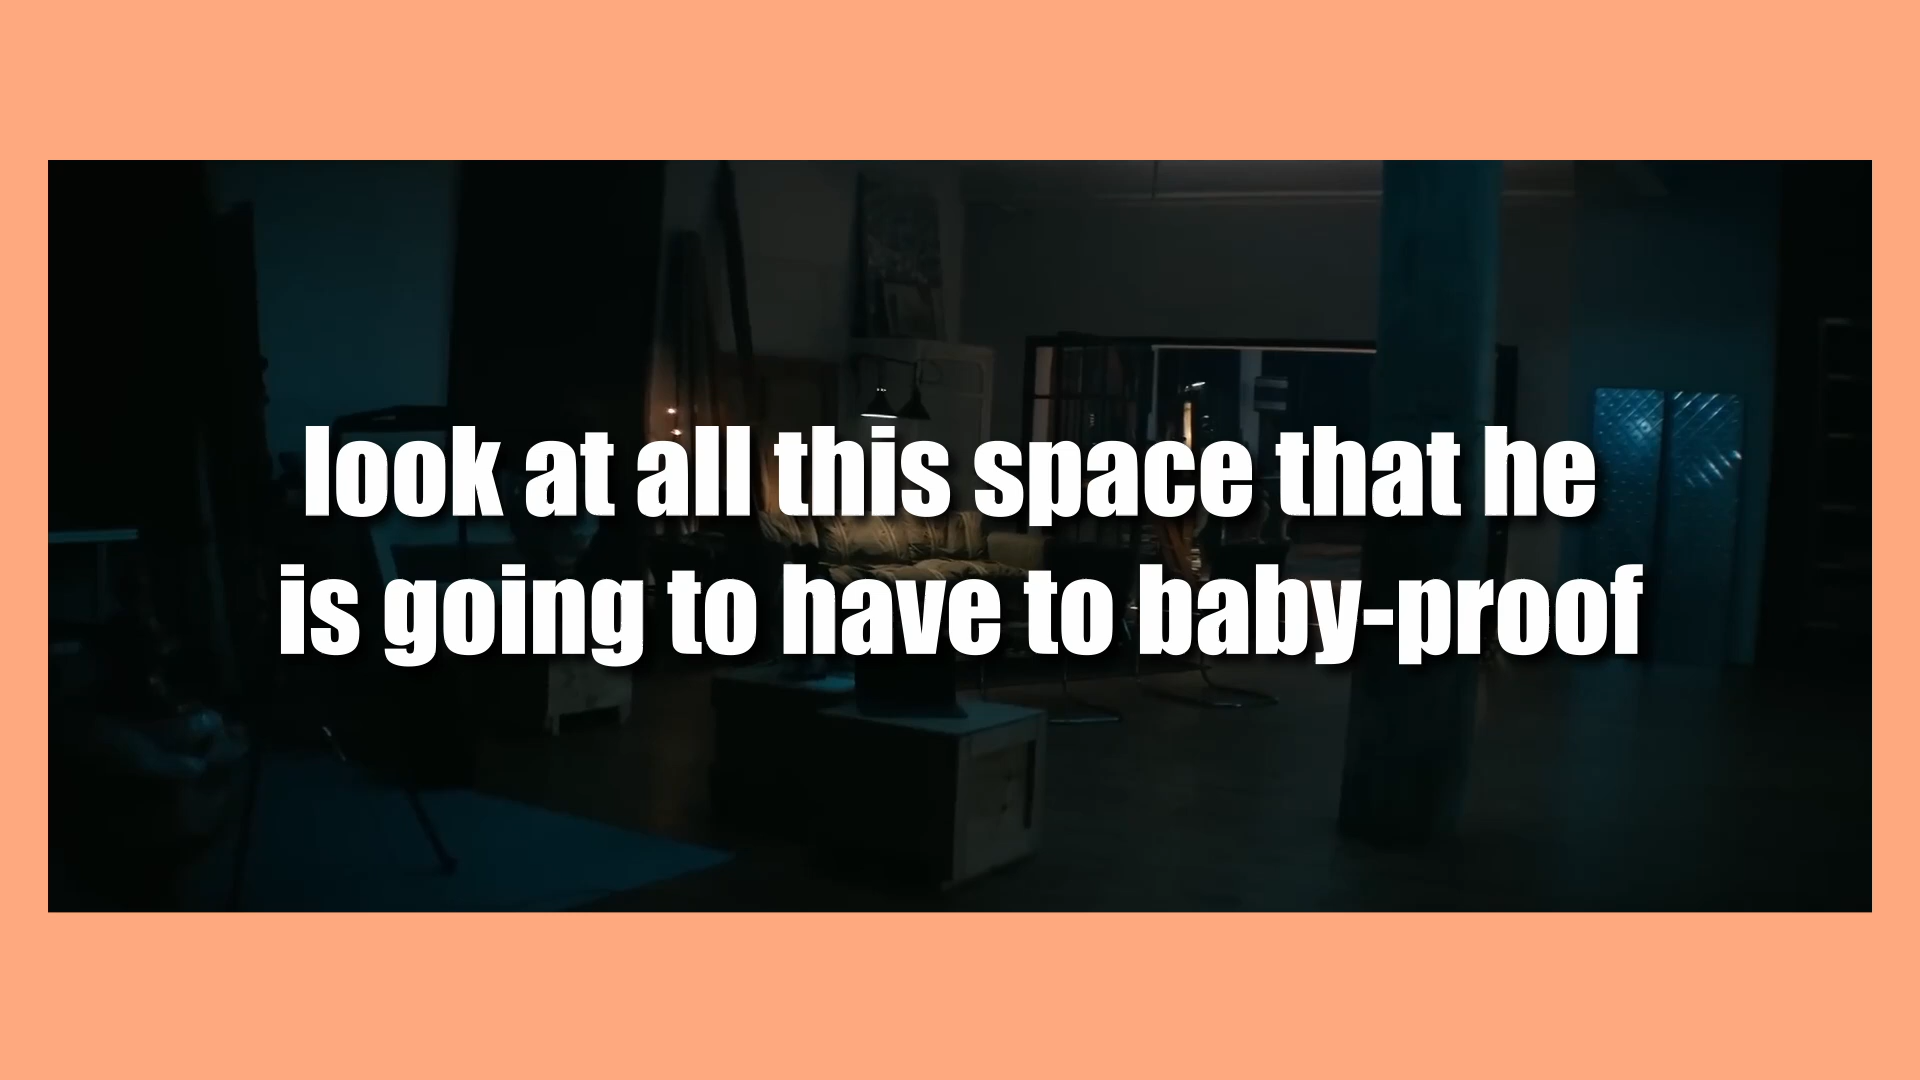 look at all this space that he
is going to have to baby-proof